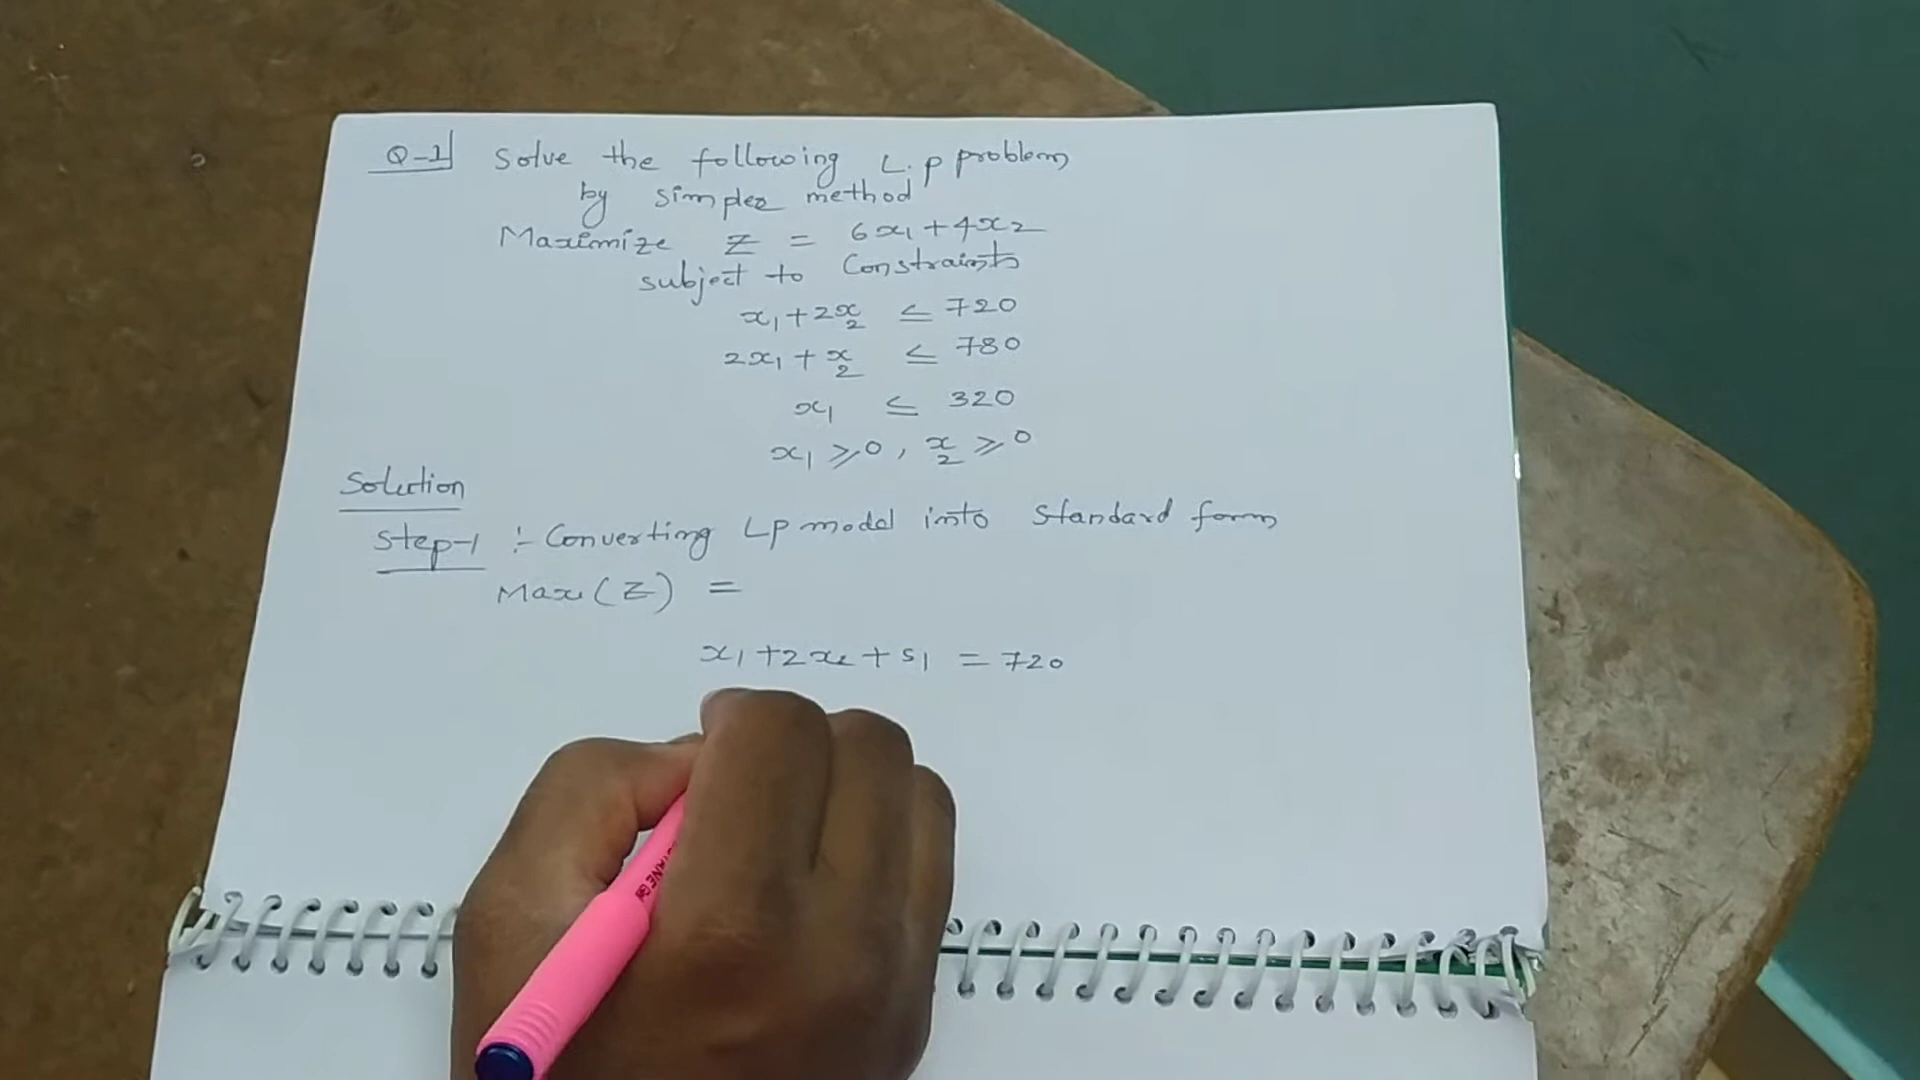 Q-1 Solve the following L.P problem
by simplex method
Maximize Z = 6x1 + 4x2
subject to Constraints
x1 + 2x2 ≤ 720
2x1 + x2 ≤ 780
x1 ≤ 320
x1 ≥ 0, x2 ≥ 0
Solution
Step-1 :- Converting LP model into Standard form
Max (Z) =
x1 + 2x2 + S1 = 720